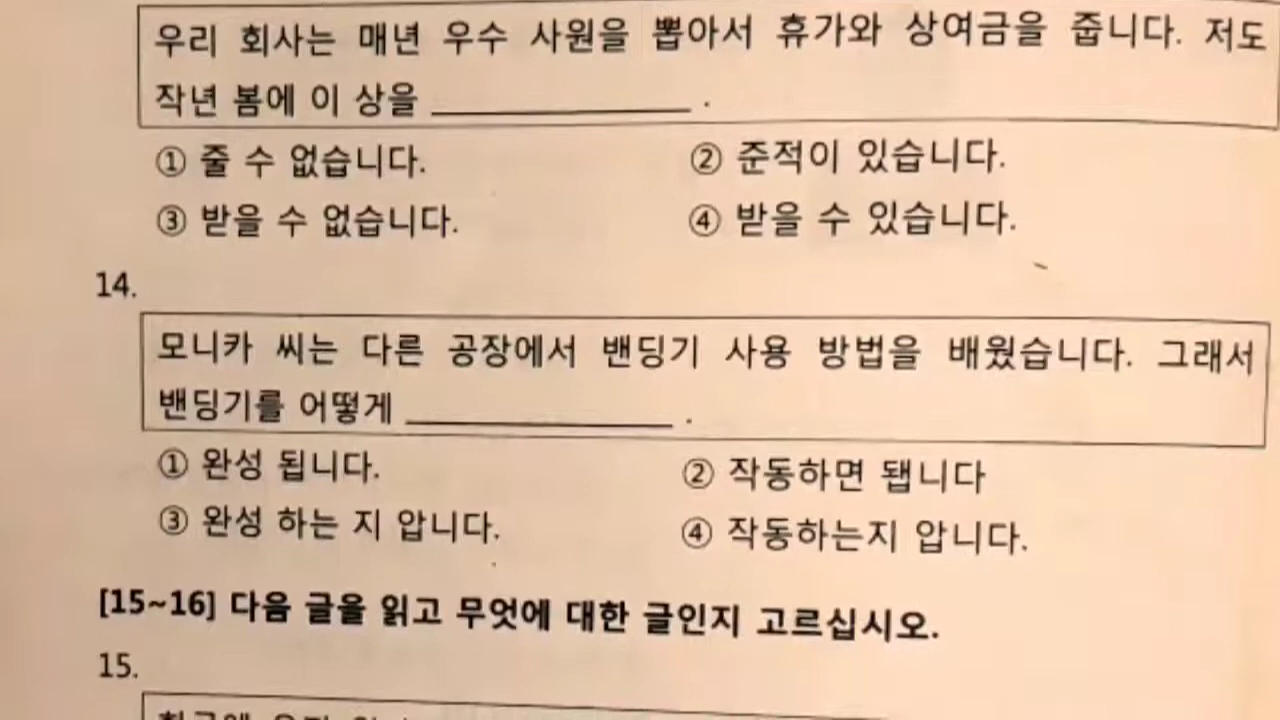 우리 회사는 매년 우수 사원을 뽑아서 휴가와 상여금을 줍니다. 저도
작년 봄에 이 상을 __________ .
① 줄 수 없습니다. ② 준적이 있습니다.
③ 받을 수 없습니다. ④ 받을 수 있습니다.
14.
모니카 씨는 다른 공장에서 밴딩기 사용 방법을 배웠습니다. 그래서
밴딩기를 어떻게 __________ .
① 완성 됩니다. ② 작동하면 됍니다
③ 완성 하는 지 압니다. ④ 작동하는지 압니다.
[15~16] 다음 글을 읽고 무엇에 대한 글인지 고르십시오.
15.